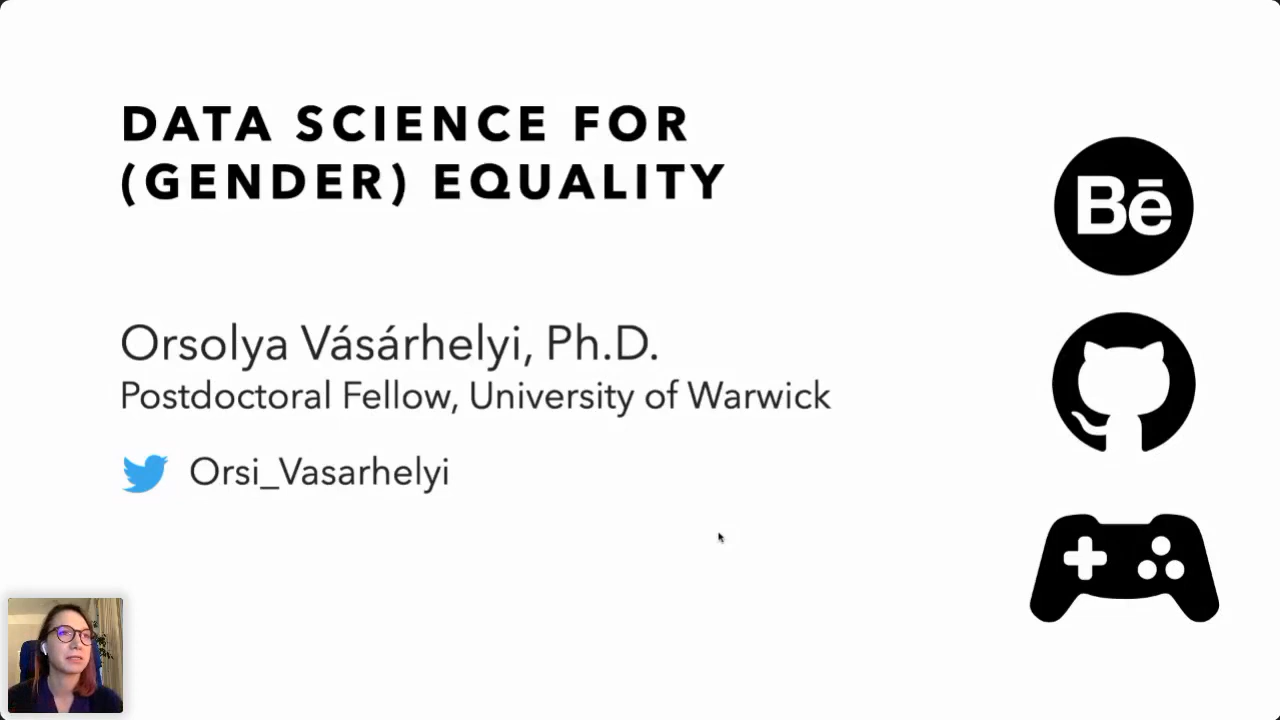 DATA SCIENCE FOR
(GENDER) EQUALITY
Orsolya Vásárhelyi, Ph.D.
Postdoctoral Fellow, University of Warwick
Orsi_Vasarhelyi
Bē